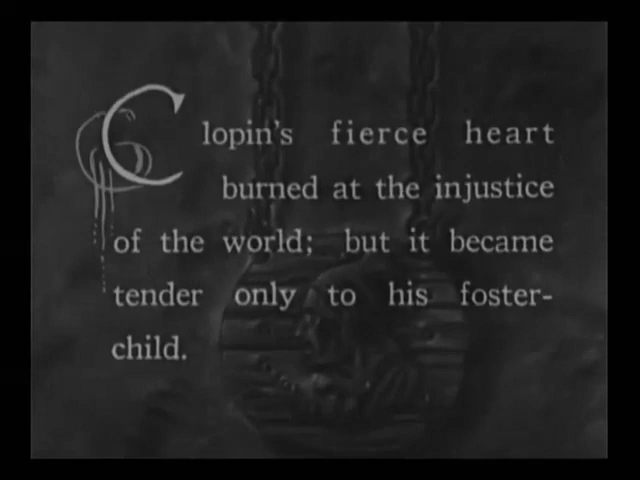 Clopin's fierce heart
burned at the injustice
of the world; but it became
tender only to his foster-
child.